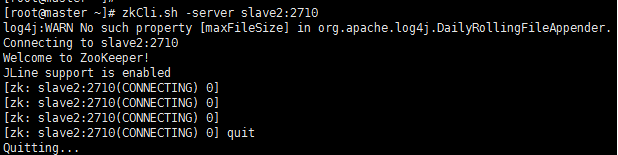 [root@master ~]# zkCli.sh -server slave2:2710
log4j:WARN No such property [maxFileSize] in org.apache.log4j.DailyRollingFileAppender.
Connecting to slave2:2710
Welcome to ZooKeeper!
JLine support is enabled
[zk: slave2:2710(CONNECTING) 0]
[zk: slave2:2710(CONNECTING) 0]
[zk: slave2:2710(CONNECTING) 0]
[zk: slave2:2710(CONNECTING) 0] quit
Quitting...